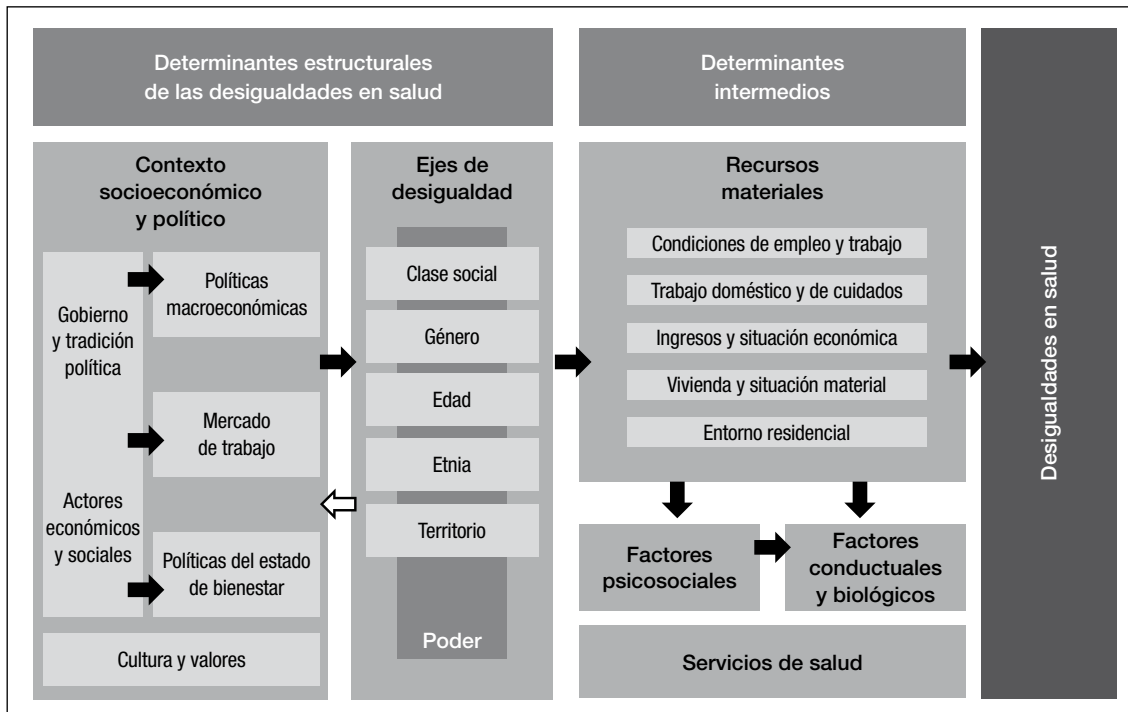 Determinantes estructurales
de las desigualdades en salud
Determinantes
intermedios
Contexto
socioeconómico
y político
Gobierno
y tradición
política
Actores
económicos
y sociales
Políticas
macroeconómicas
Mercado
de trabajo
Políticas del estado
de bienestar
Cultura y valores
Ejes de
desigualdad
Clase social
Género
Edad
Etnia
Territorio
Poder
Recursos
materiales
Condiciones de empleo y trabajo
Trabajo doméstico y de cuidados
Ingresos y situación económica
Vivienda y situación material
Entorno residencial
Factores
psicosociales
Factores
conductuales
y biológicos
Servicios de salud
Desigualdades en salud